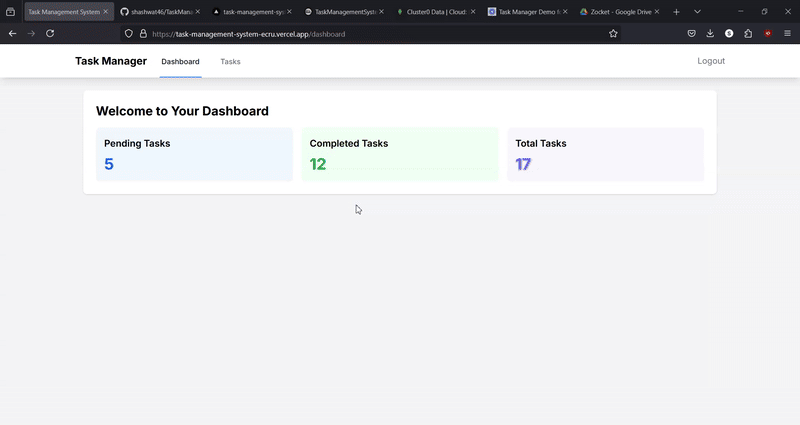 Task Management System
shashwat46/TaskMana
task-management-sys
TaskManagementSystem
Cluster0 Data | Cloud:
Task Manager Demo fo
Zocket - Google Drive
https://task-management-system-ecru.vercel.app/dashboard
Task Manager
Dashboard
Tasks
Logout
Welcome to Your Dashboard
Pending Tasks
Completed Tasks
Total Tasks
5
12
17